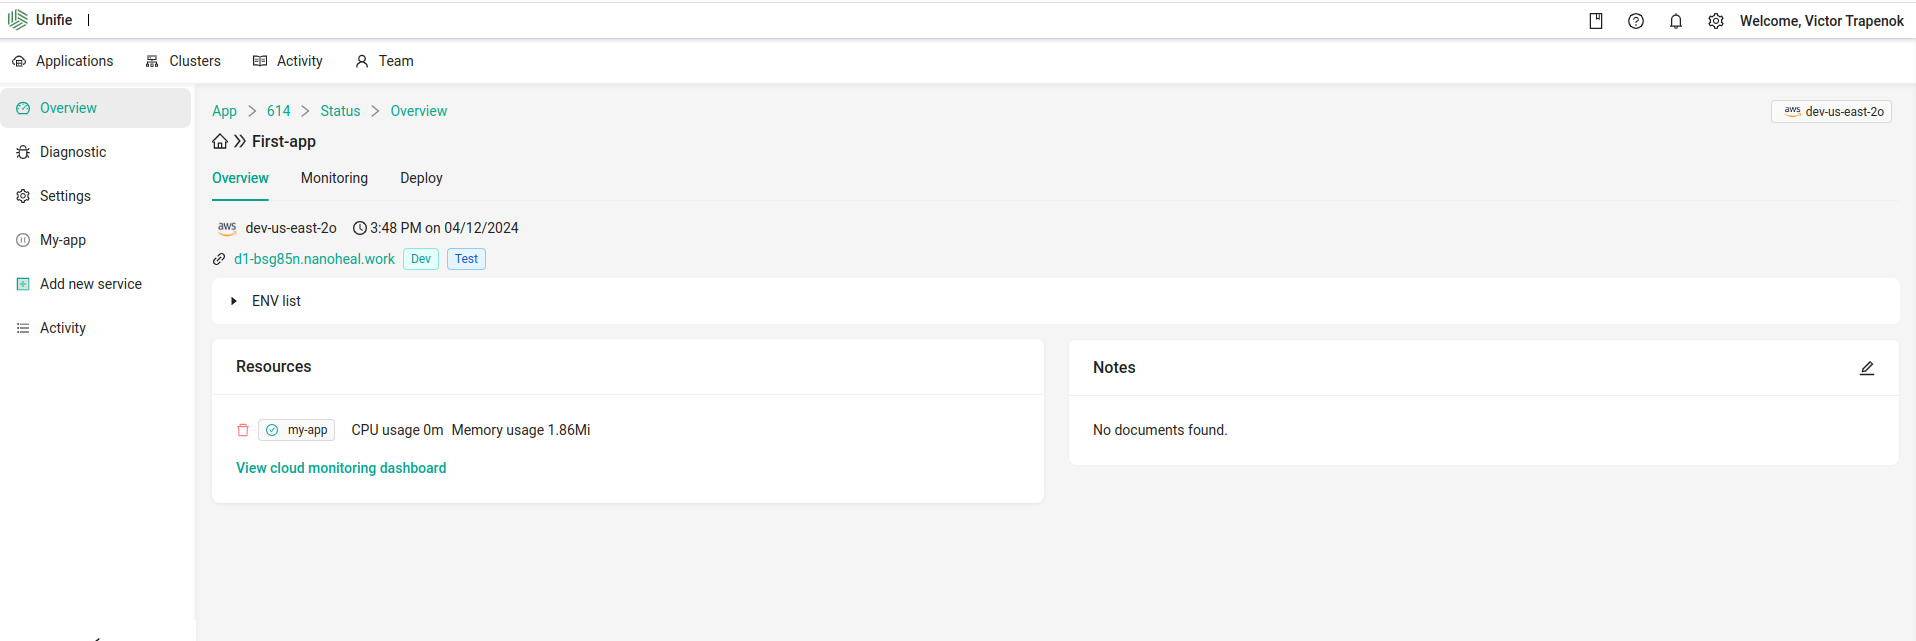 Unifie
Welcome, Victor Trapenok
Applications Clusters Activity Team
Overview
Diagnostic
Settings
My-app
Add new service
Activity
App > 614 > Status > Overview
aws dev-us-east-2o
First-app
Overview Monitoring Deploy
aws dev-us-east-2o 3:48 PM on 04/12/2024
d1-bsg85n.nanoheal.work Dev Test
ENV list
Resources
my-app CPU usage 0m Memory usage 1.86Mi
View cloud monitoring dashboard
Notes
No documents found.